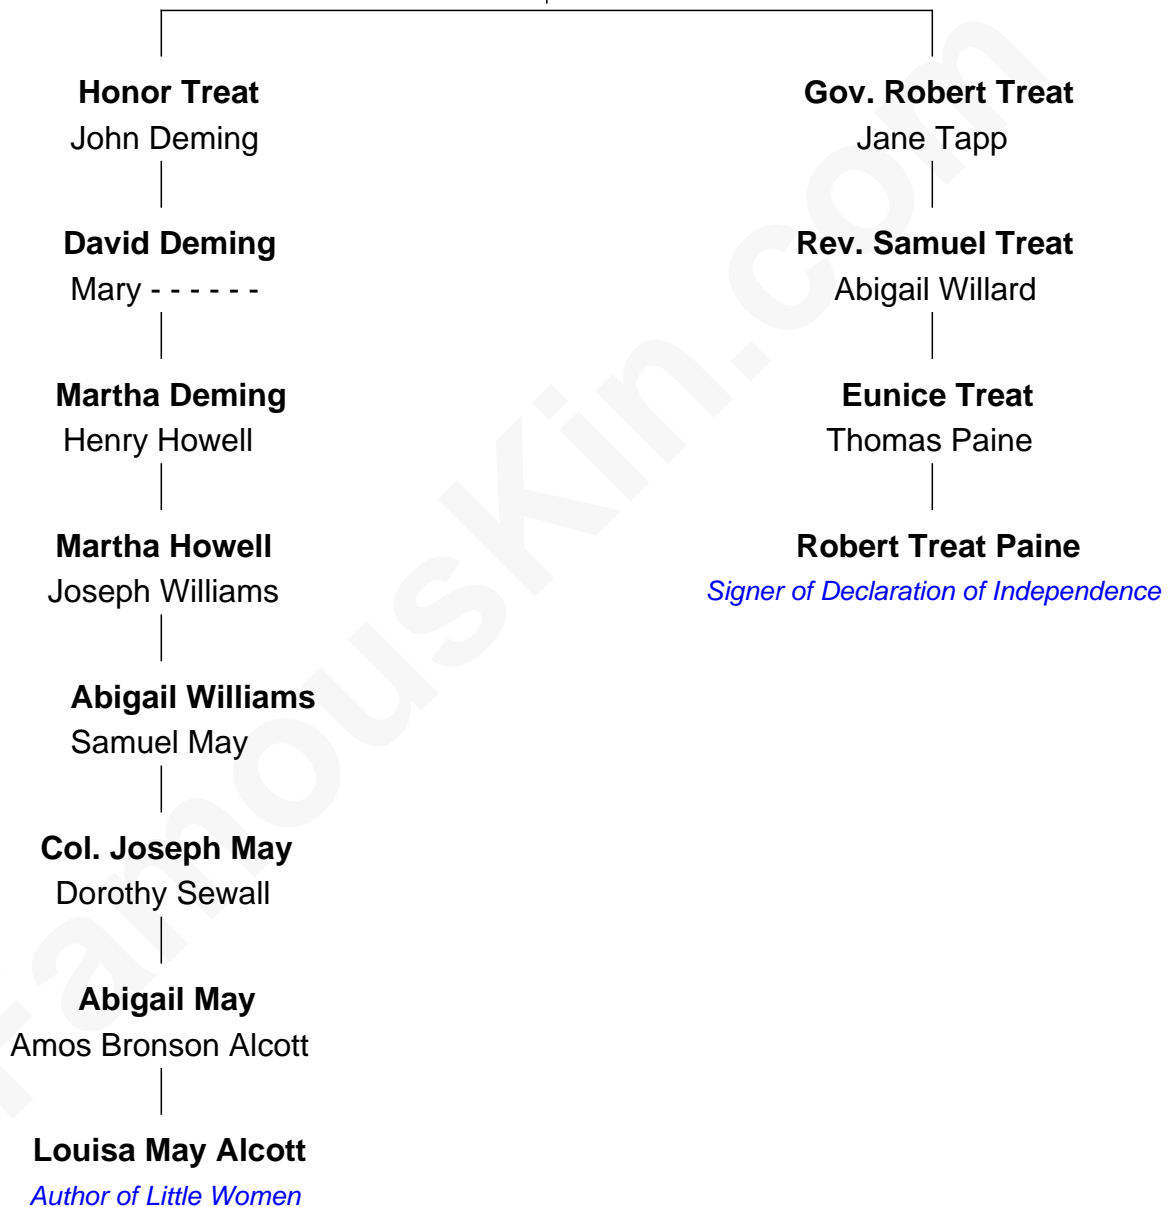 Honor Treat
John Deming
David Deming
Mary - - - - - -
Martha Deming
Henry Howell
Martha Howell
Joseph Williams
Abigail Williams
Samuel May
Col. Joseph May
Dorothy Sewall
Abigail May
Amos Bronson Alcott
Louisa May Alcott
Author of Little Women
Gov. Robert Treat
Jane Tapp
Rev. Samuel Treat
Abigail Willard
Eunice Treat
Thomas Paine
Robert Treat Paine
Signer of Declaration of Independence
FamousKin.com